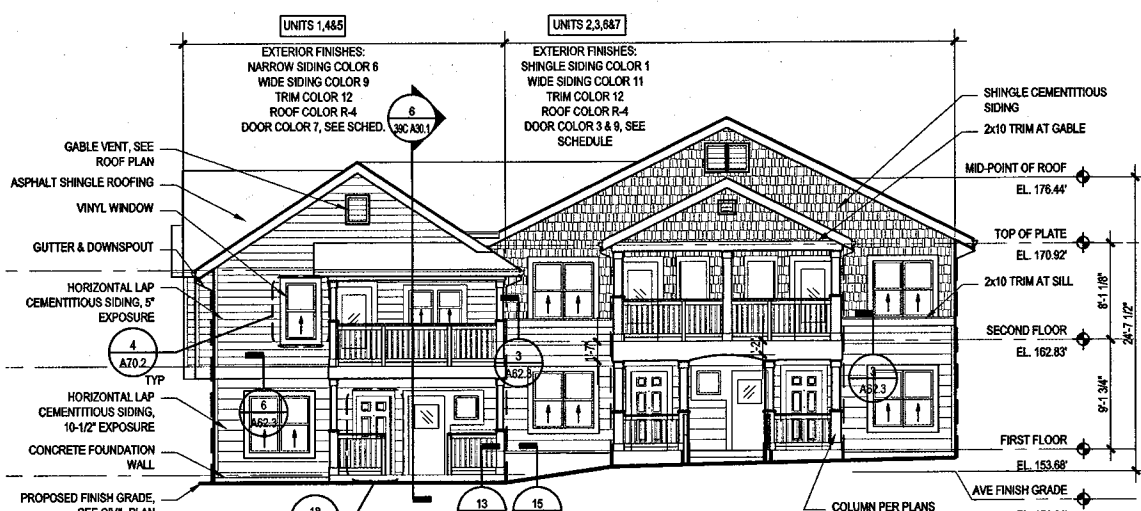 UNITS 1,4&5
EXTERIOR FINISHES:
NARROW SIDING COLOR 6
WIDE SIDING COLOR 9
TRIM COLOR 12
ROOF COLOR R-4
DOOR COLOR 7, SEE SCHED.
UNITS 2,3,6&7
EXTERIOR FINISHES:
SHINGLE SIDING COLOR 1
WIDE SIDING COLOR 11
TRIM COLOR 12
ROOF COLOR R-4
DOOR COLOR 3 & 9, SEE
SCHEDULE
6
39C A30.1
GABLE VENT, SEE
ROOF PLAN
ASPHALT SHINGLE ROOFING
VINYL WINDOW
GUTTER & DOWNSPOUT
HORIZONTAL LAP
CEMENTITIOUS SIDING, 5"
EXPOSURE
4
A70.2
TYP
HORIZONTAL LAP
CEMENTITIOUS SIDING,
10-1/2" EXPOSURE
CONCRETE FOUNDATION
WALL
PROPOSED FINISH GRADE,
SEE CIVIL PLAN
6
A62.3
3
A62.3
1'-7"
1'-2"
3
A62.3
13
15
SHINGLE CEMENTITIOUS
SIDING
2x10 TRIM AT GABLE
MID-POINT OF ROOF
EL. 176.44'
TOP OF PLATE
EL. 170.92'
2x10 TRIM AT SILL
SECOND FLOOR
EL. 162.83'
FIRST FLOOR
EL. 153.68'
AVE FINISH GRADE
8'-1 1/8"
9'-1 3/4"
24'-7 1/2"
COLUMN PER PLANS